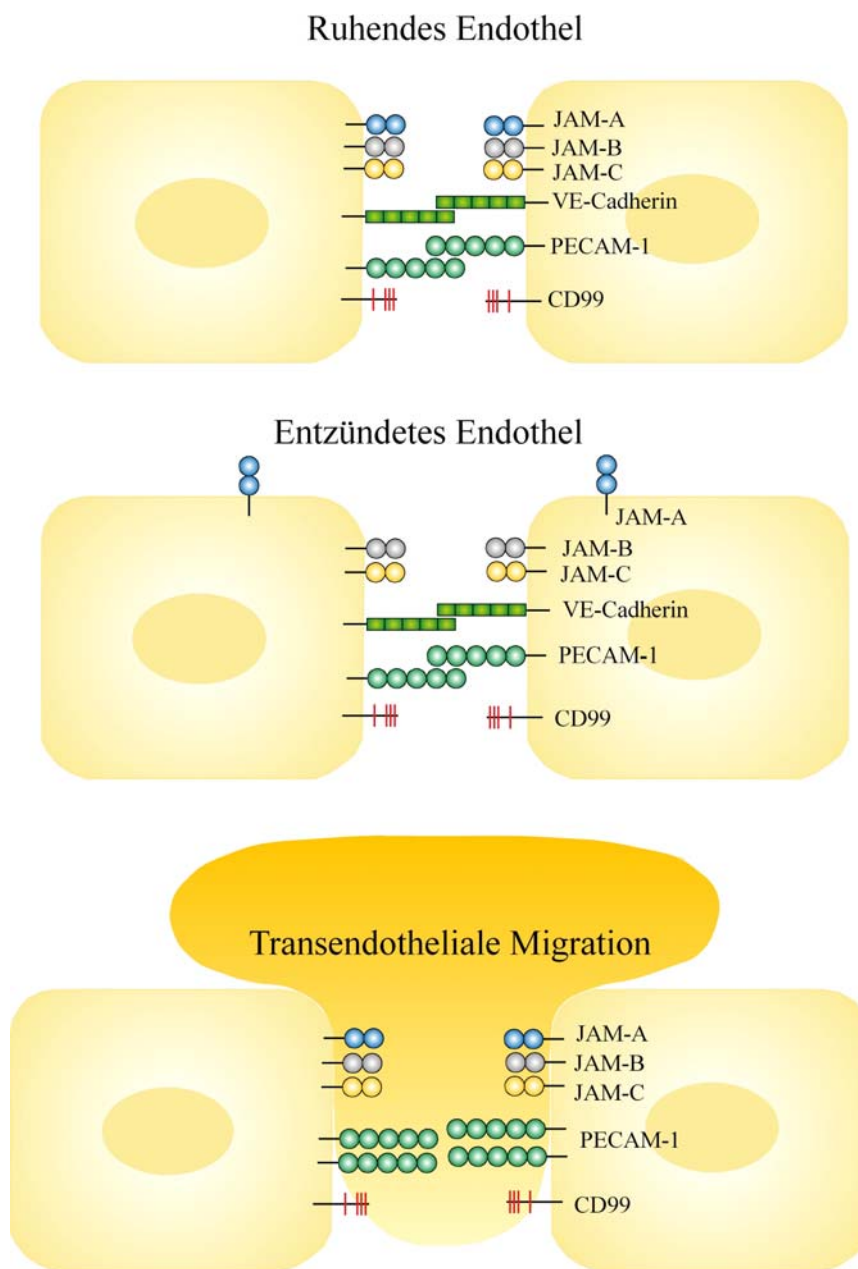 Ruhendes Endothel
JAM-A
JAM-B
JAM-C
VE-Cadherin
PECAM-1
CD99
Entzündetes Endothel
JAM-A
JAM-B
JAM-C
VE-Cadherin
PECAM-1
CD99
Transendotheliale Migration
JAM-A
JAM-B
JAM-C
PECAM-1
CD99